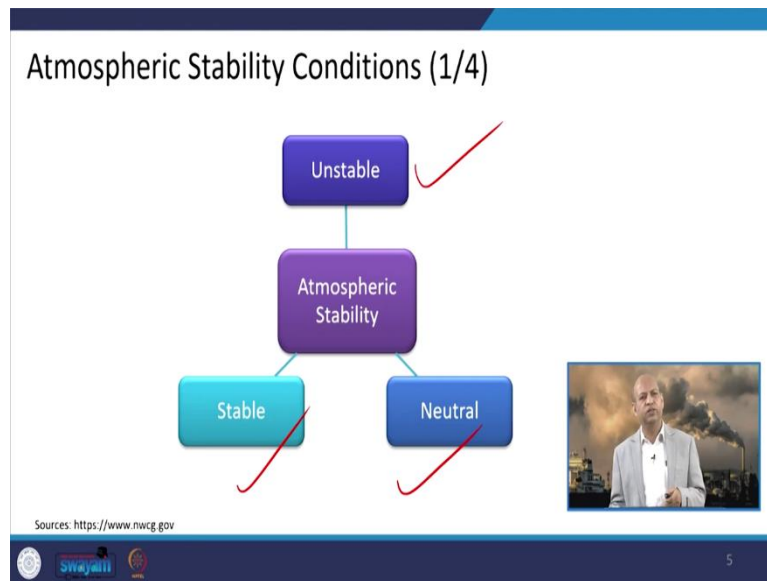 Atmospheric Stability Conditions (1/4)
Unstable
Atmospheric
Stability
Stable
Neutral
Sources: https://www.nwcg.gov
swayam
5